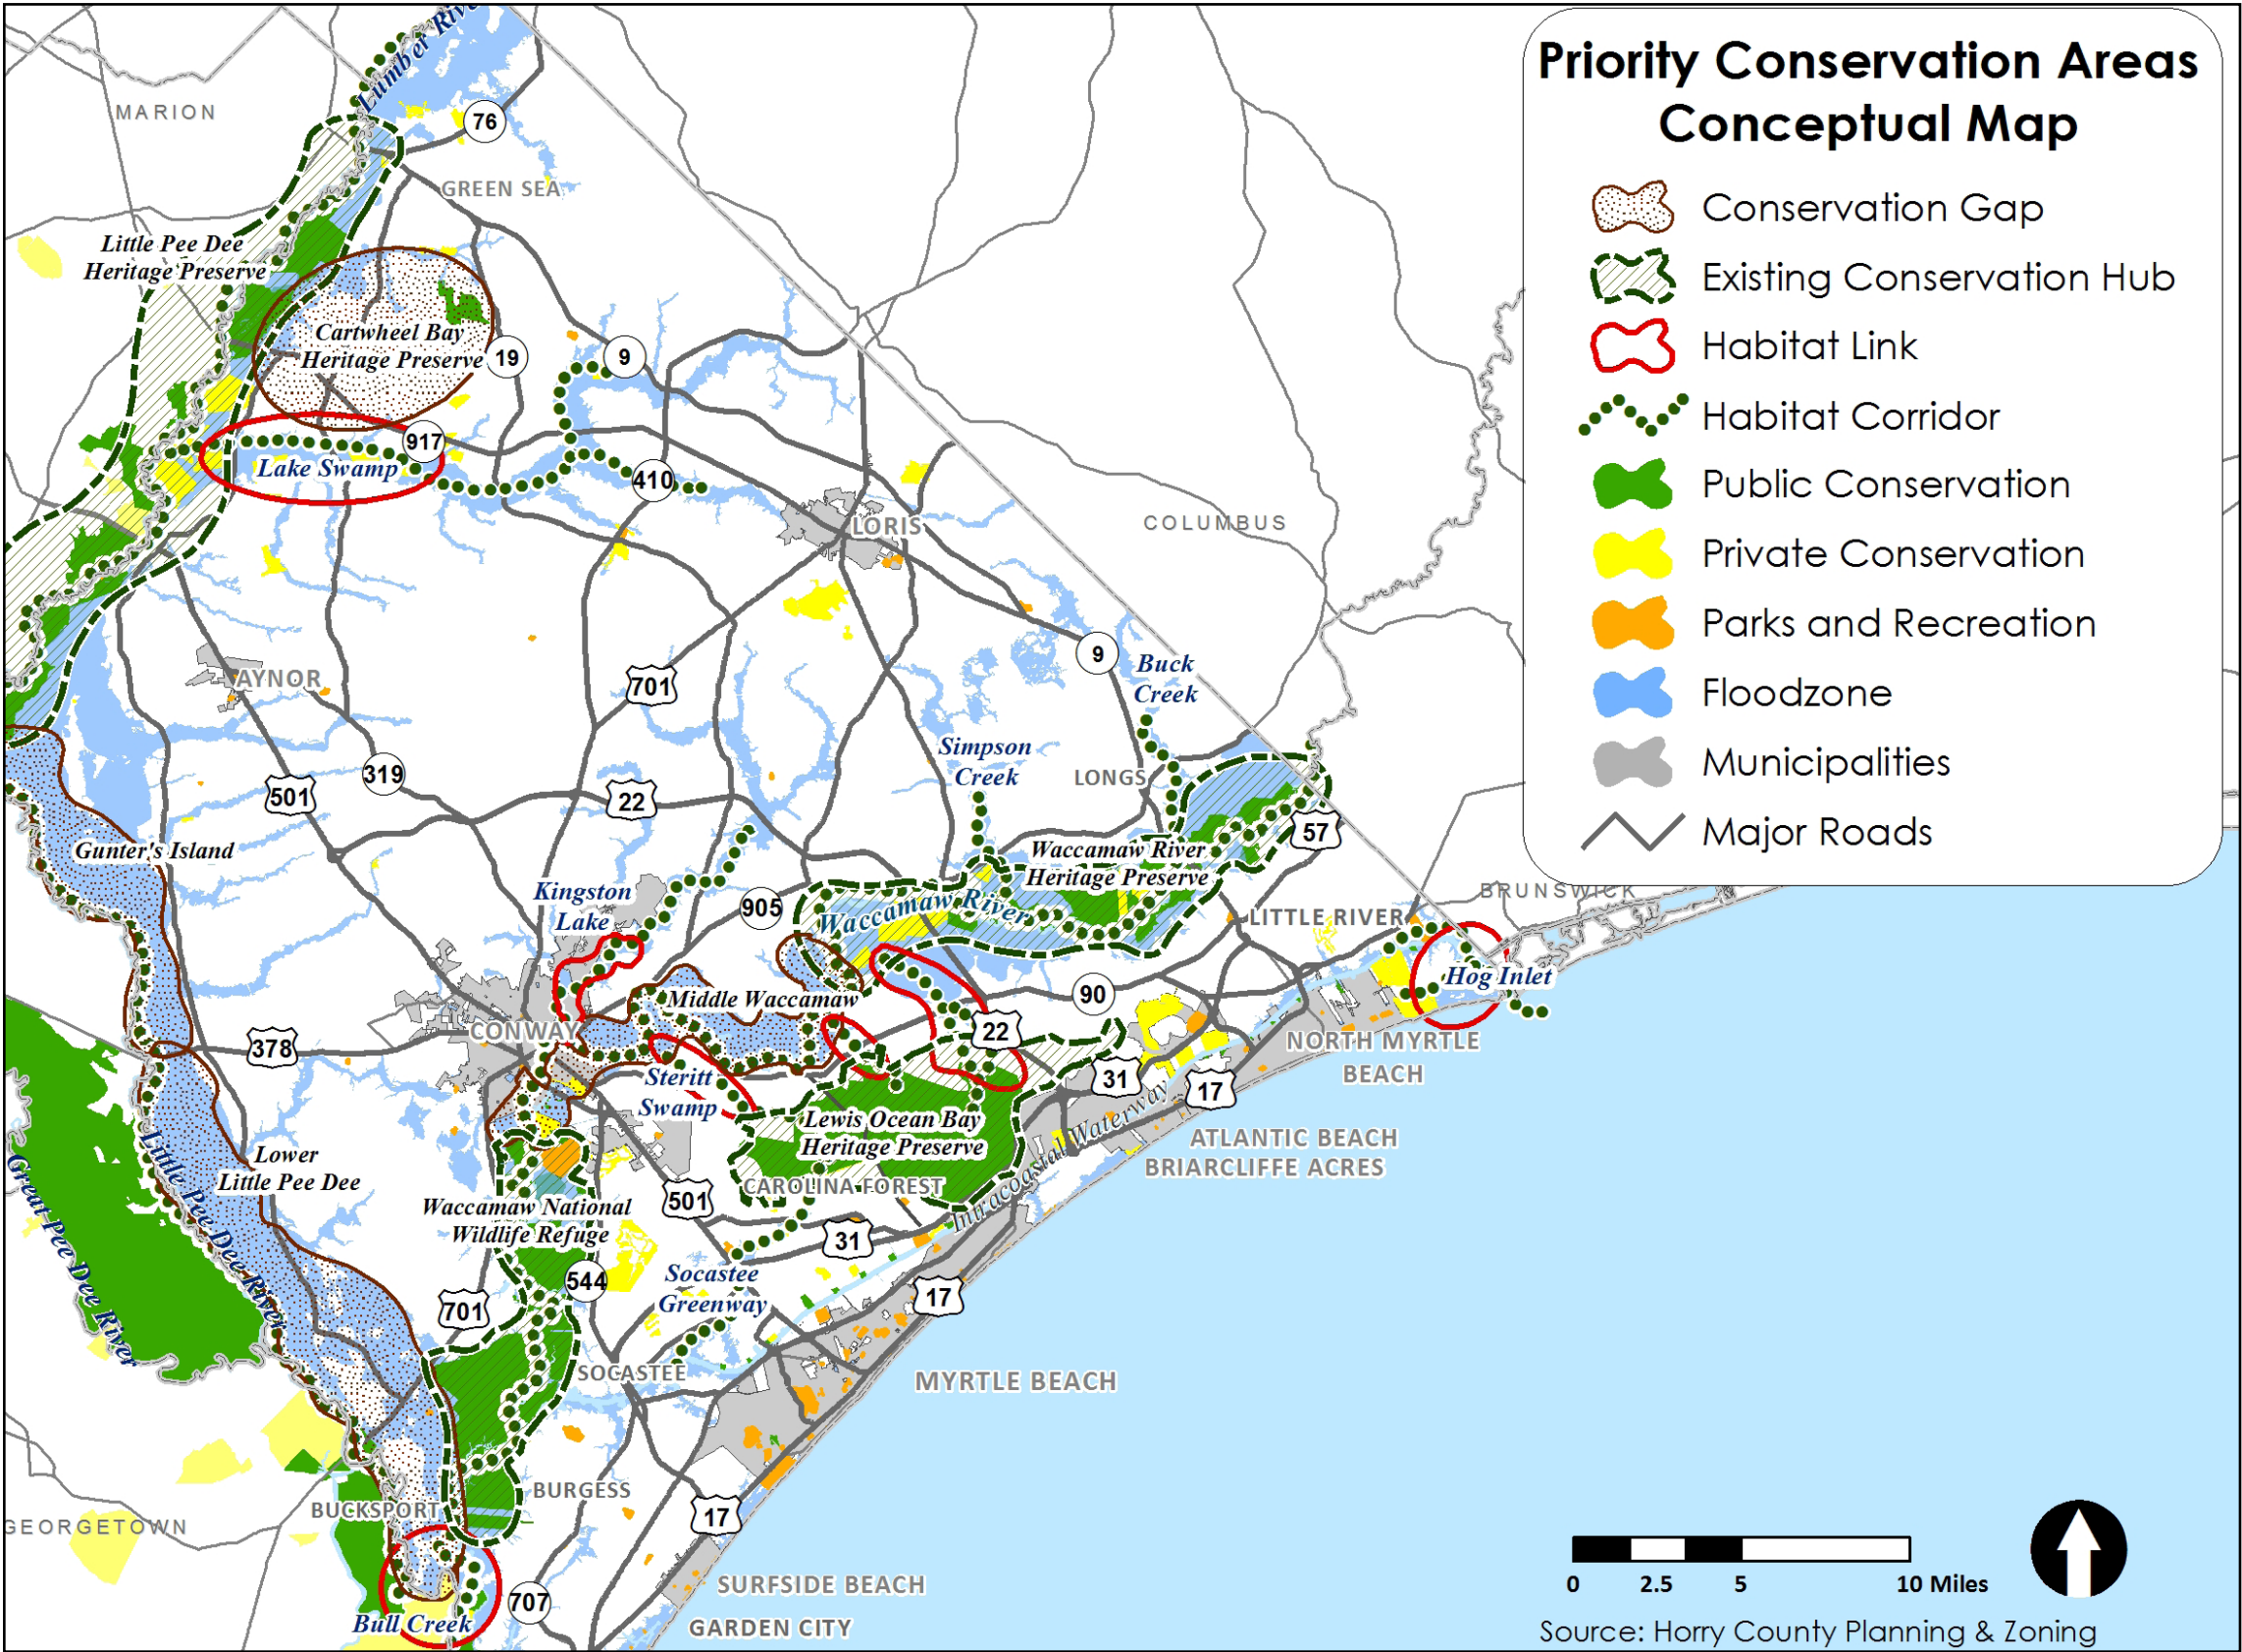 Priority Conservation Areas
Conceptual Map
Conservation Gap
Existing Conservation Hub
Habitat Link
Habitat Corridor
Public Conservation
Private Conservation
Parks and Recreation
Floodzone
Municipalities
Major Roads
Lumber River
MARION
76
GREEN SEA
Little Pee Dee
Heritage Preserve
Cartwheel Bay
Heritage Preserve
19
9
917
Lake Swamp
410
LORIS
COLUMBUS
AYNOR
701
9
Buck
Creek
Simpson
Creek
LONGS
319
501
22
57
Gunter's Island
Waccamaw River
Heritage Preserve
Kingston
Lake
905
Waccamaw River
BRUNSWICK
LITTLE RIVER
Hog Inlet
Middle Waccamaw
90
CONWAY
22
378
NORTH MYRTLE
BEACH
Steritt
Swamp
31
17
Lewis Ocean Bay
Heritage Preserve
Intracoastal Waterway
ATLANTIC BEACH
BRIARCLIFFE ACRES
Lower
Little Pee Dee
Little Pee Dee River
Great Pee Dee River
CAROLINA FOREST
501
Waccamaw National
Wildlife Refuge
31
544
Socastee
Greenway
701
17
SOCASTEE
MYRTLE BEACH
BURGESS
BUCKSPORT
17
GEORGETOWN
707
SURFSIDE BEACH
Bull Creek
GARDEN CITY
0 2.5 5 10 Miles
Source: Horry County Planning & Zoning